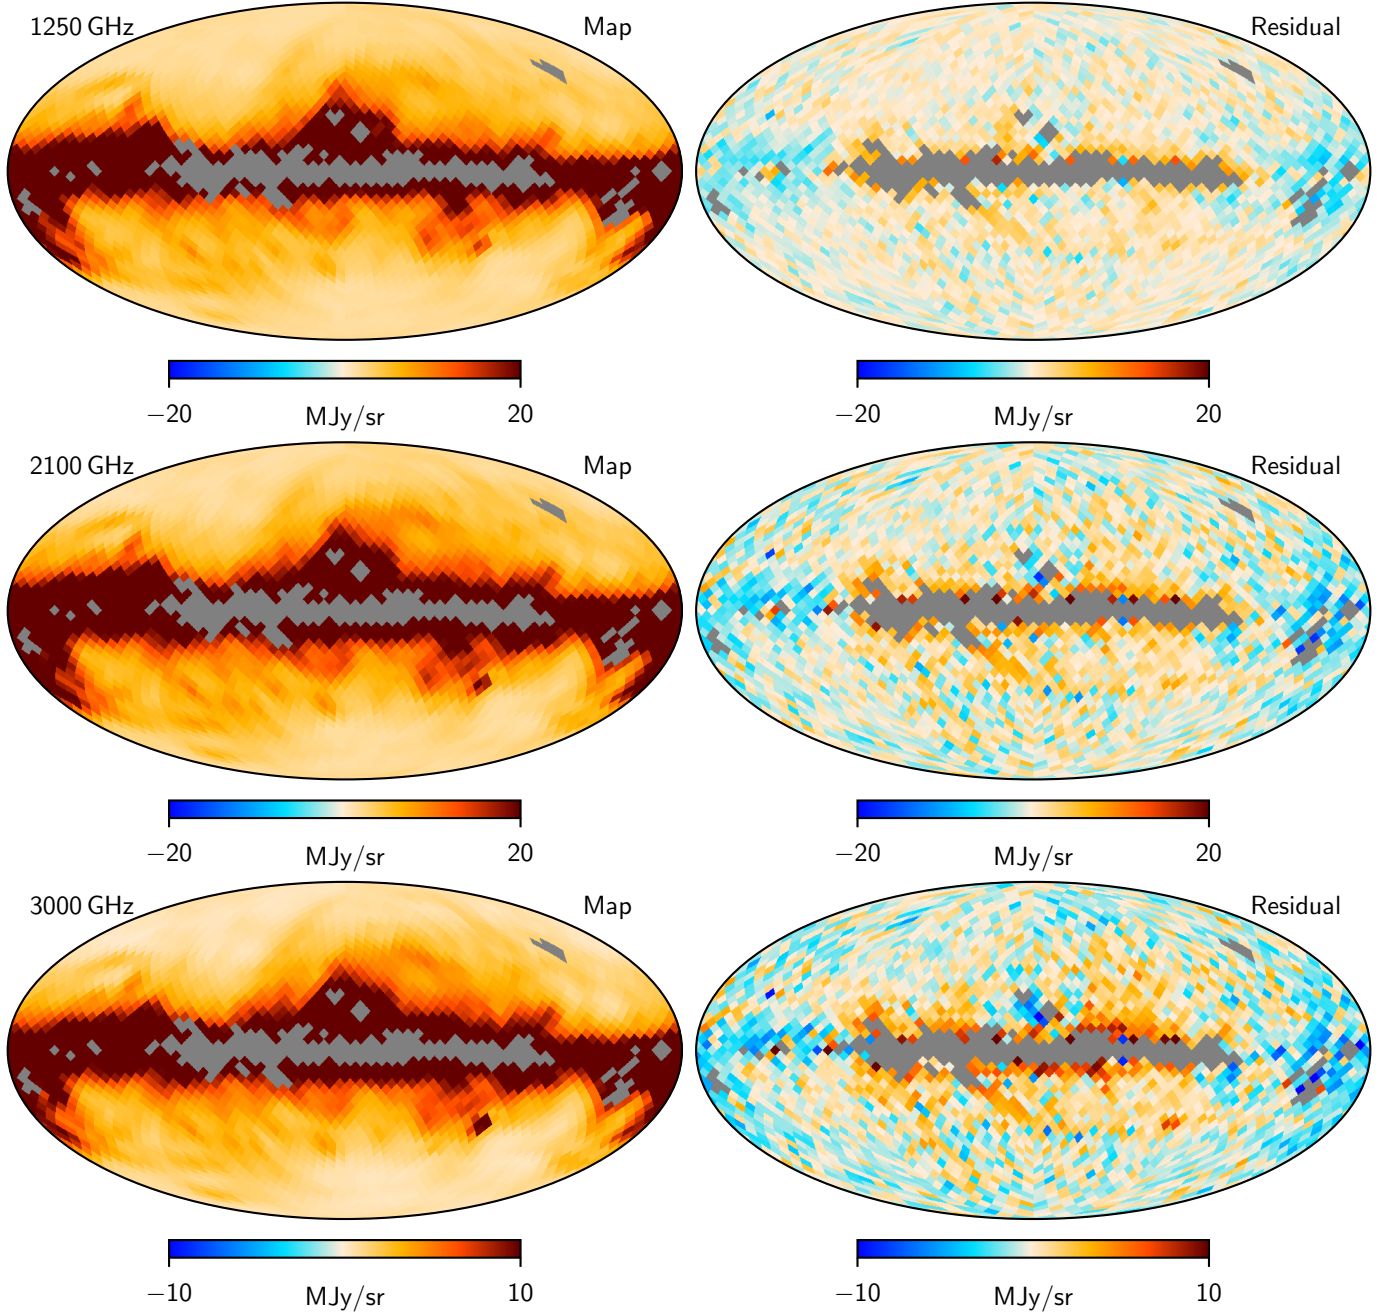 1250 GHz Map Residual
−20 MJy/sr 20 −20 MJy/sr 20
2100 GHz Map Residual
−20 MJy/sr 20 −20 MJy/sr 20
3000 GHz Map Residual
−10 MJy/sr 10 −10 MJy/sr 10